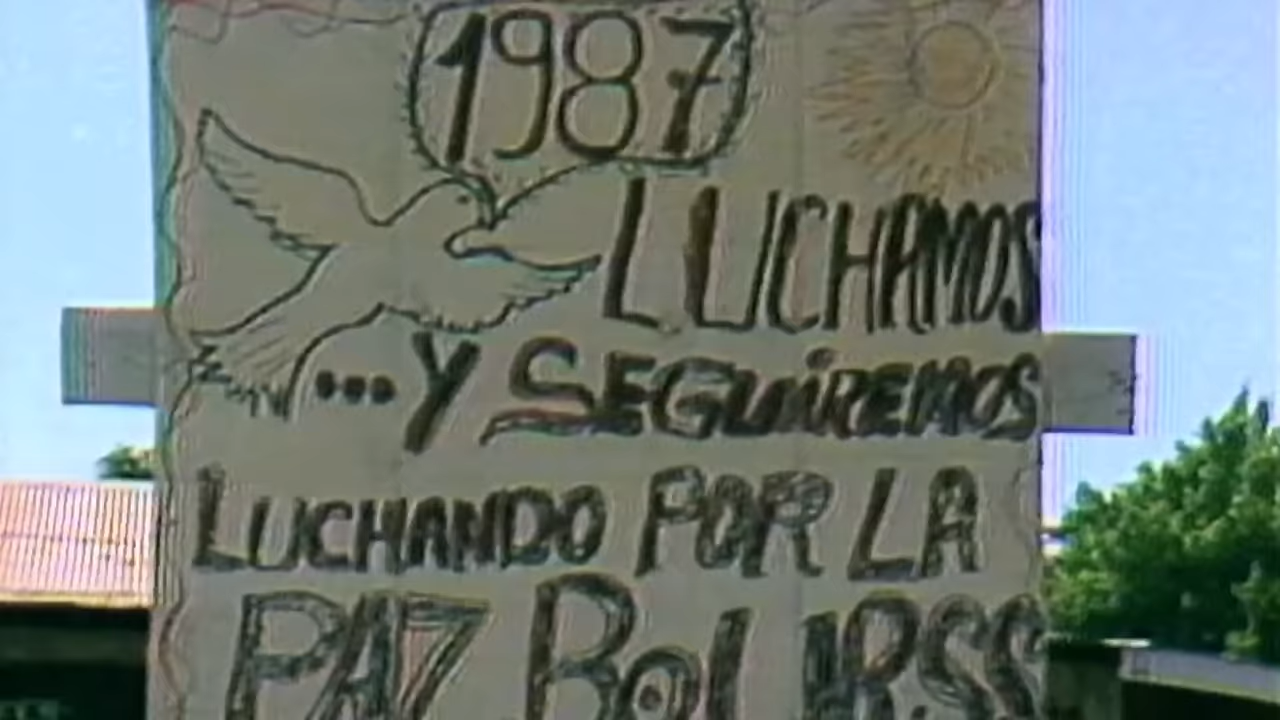 1987
LUCHAMOS
...Y SEGUIREMOS
LUCHANDO POR LA
PAZ